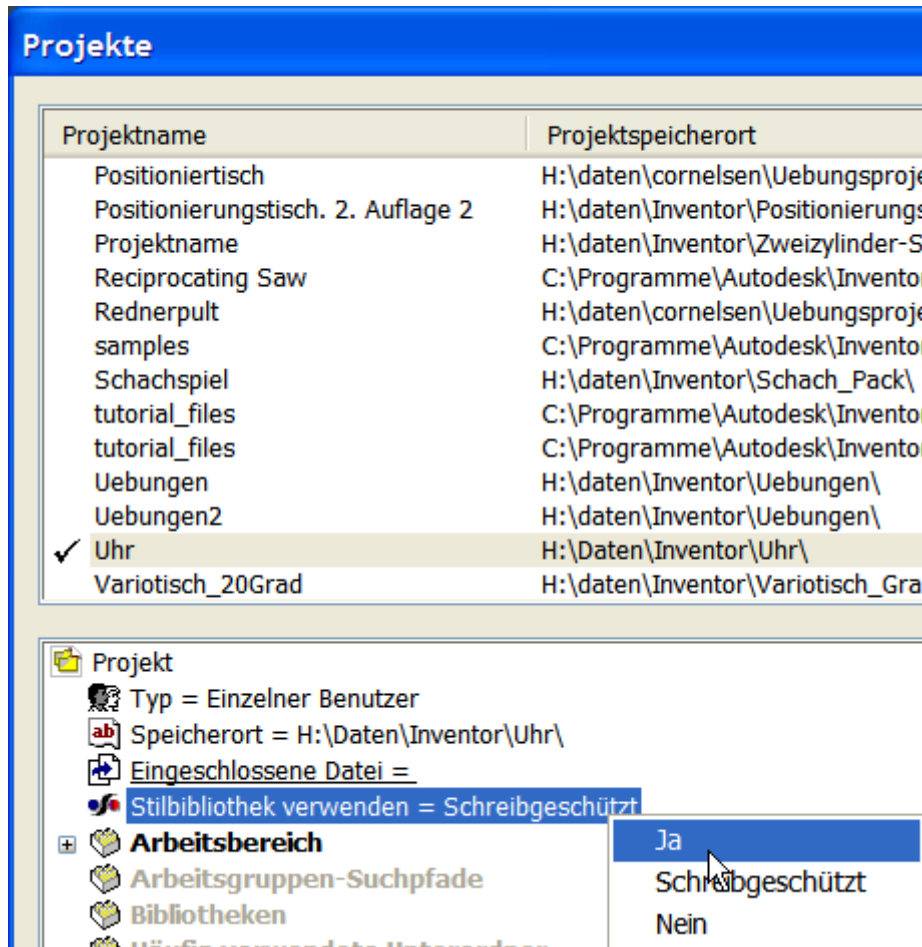 Projekte
Projektname Projektspeicherort
Positioniertisch H:\daten\cornelsen\Uebungsproje
Positionierungstisch. 2. Auflage 2 H:\daten\Inventor\Positionierungs
Projektname H:\daten\Inventor\Zweizylinder-S
Reciprocating Saw C:\Programme\Autodesk\Inventor
Rednerpult H:\daten\cornelsen\Uebungsproje
samples C:\Programme\Autodesk\Inventor
Schachspiel H:\daten\Inventor\Schach_Pack\
tutorial_files C:\Programme\Autodesk\Inventor
tutorial_files C:\Programme\Autodesk\Inventor
Uebungen H:\daten\Inventor\Uebungen\
Uebungen2 H:\daten\Inventor\Uebungen\
Uhr H:\Daten\Inventor\Uhr\
Variotisch_20Grad H:\daten\Inventor\Variotisch_Gra
Projekt
Typ = Einzelner Benutzer
Speicherort = H:\Daten\Inventor\Uhr\
Eingeschlossene Datei =
Stilbibliothek verwenden = Schreibgeschützt
Ja
Arbeitsbereich
Schreibgeschützt
Arbeitsgruppen-Suchpfade
Nein
Bibliotheken
Häufig verwendete Unterordner